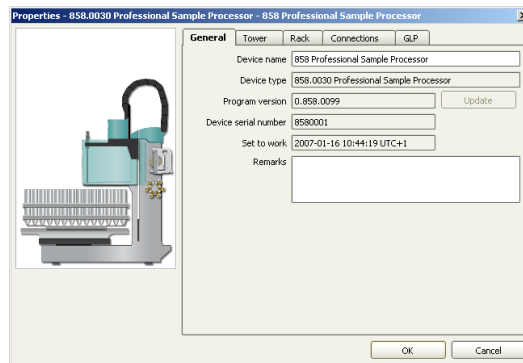 Properties - 858.0030 Professional Sample Processor - 858 Professional Sample Processor
General Tower Rack Connections GLP
Device name 858 Professional Sample Processor
Device type 858.0030 Professional Sample Processor
Program version 0.858.0099 Update
Device serial number 8580001
Set to work 2007-01-16 10:44:19 UTC+1
Remarks
OK Cancel